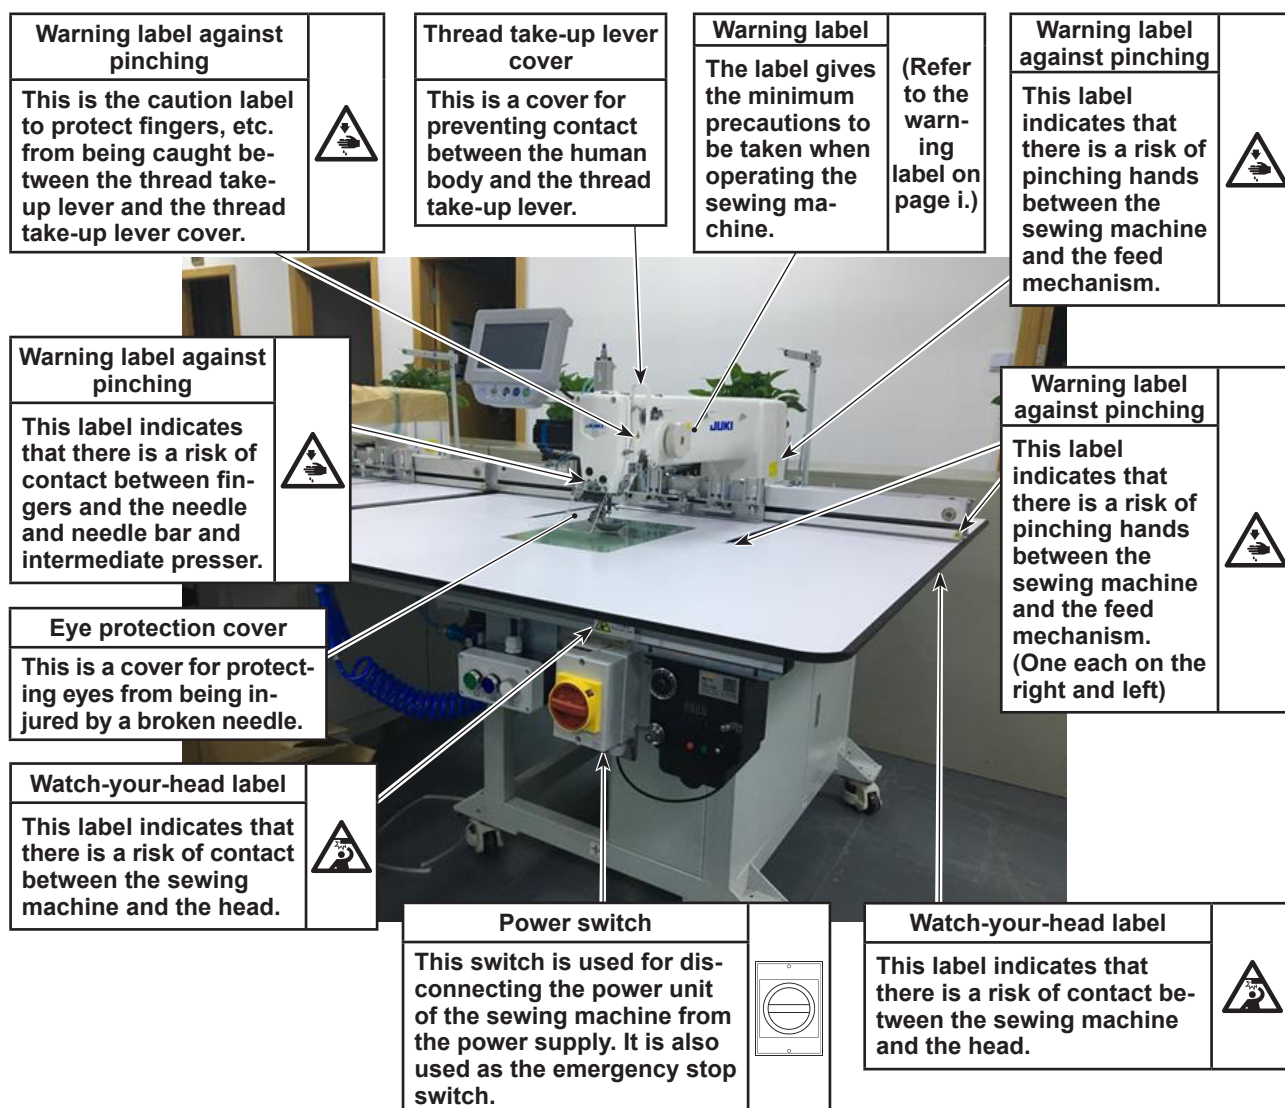 Warning label against
pinching
This is the caution label
to protect fingers, etc.
from being caught be-
tween the thread take-
up lever and the thread
take-up lever cover.
Thread take-up lever
cover
This is a cover for
preventing contact
between the human
body and the thread
take-up lever.
Warning label
The label gives
the minimum
precautions to
be taken when
operating the
sewing ma-
chine.
(Refer
to the
warn-
ing
label on
page i.)
Warning label
against pinching
This label
indicates that
there is a risk of
pinching hands
between the
sewing machine
and the feed
mechanism.
Warning label against
pinching
This label indicates
that there is a risk of
contact between fin-
gers and the needle
and needle bar and
intermediate presser.
JUKI
JUKI
Warning label
against pinching
This label
indicates that
there is a risk of
pinching hands
between the
sewing machine
and the feed
mechanism.
(One each on the
right and left)
Eye protection cover
This is a cover for protect-
ing eyes from being in-
jured by a broken needle.
Watch-your-head label
This label indicates that
there is a risk of contact
between the sewing
machine and the head.
Power switch
This switch is used for dis-
connecting the power unit
of the sewing machine from
the power supply. It is also
used as the emergency stop
switch.
Watch-your-head label
This label indicates that
there is a risk of contact be-
tween the sewing machine
and the head.